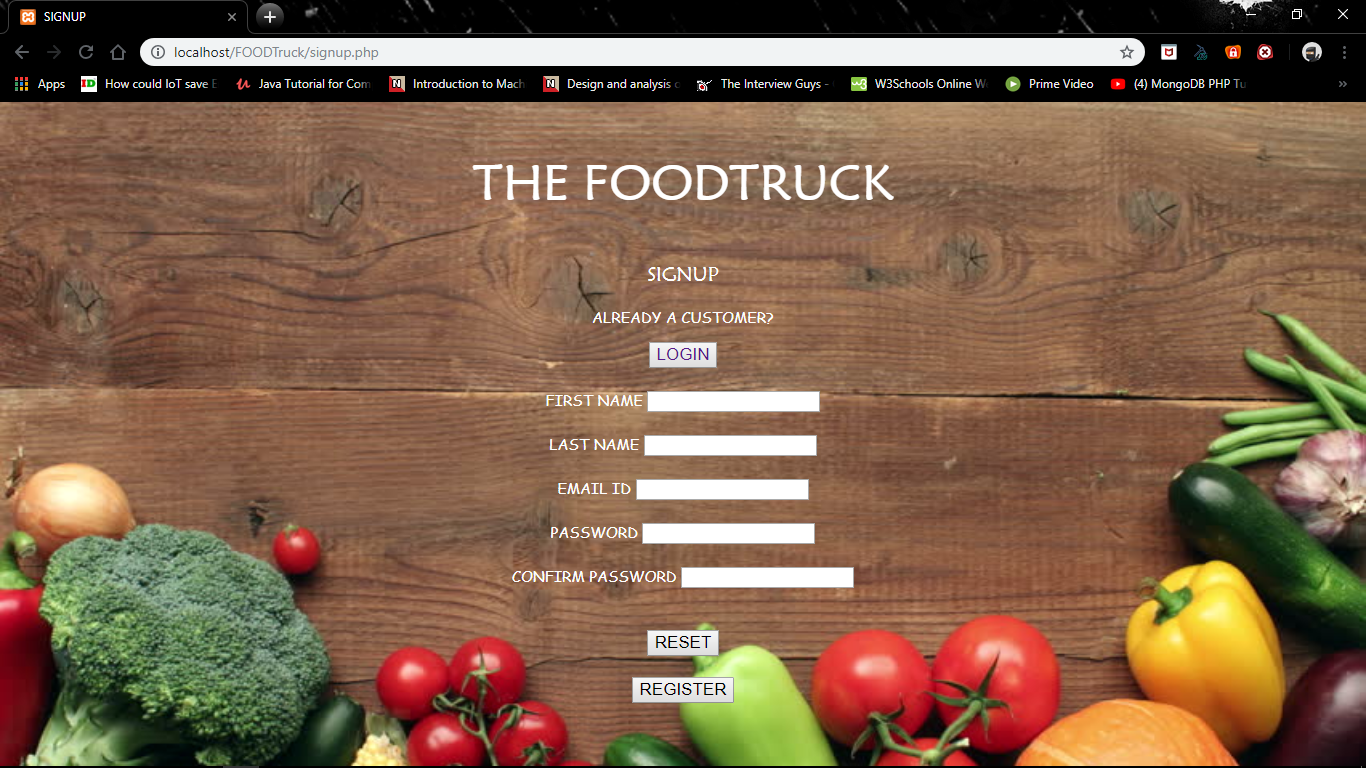 SIGNUP
localhost/FOODTruck/signup.php
Apps
How could IoT save
Java Tutorial for Com
Introduction to Mach
Design and analysis
The Interview Guys -
W3Schools Online
Prime Video
(4) MongoDB PHP Tu
THE FOODTRUCK
SIGNUP
ALREADY A CUSTOMER?
LOGIN
FIRST NAME
LAST NAME
EMAIL ID
PASSWORD
CONFIRM PASSWORD
RESET
REGISTER